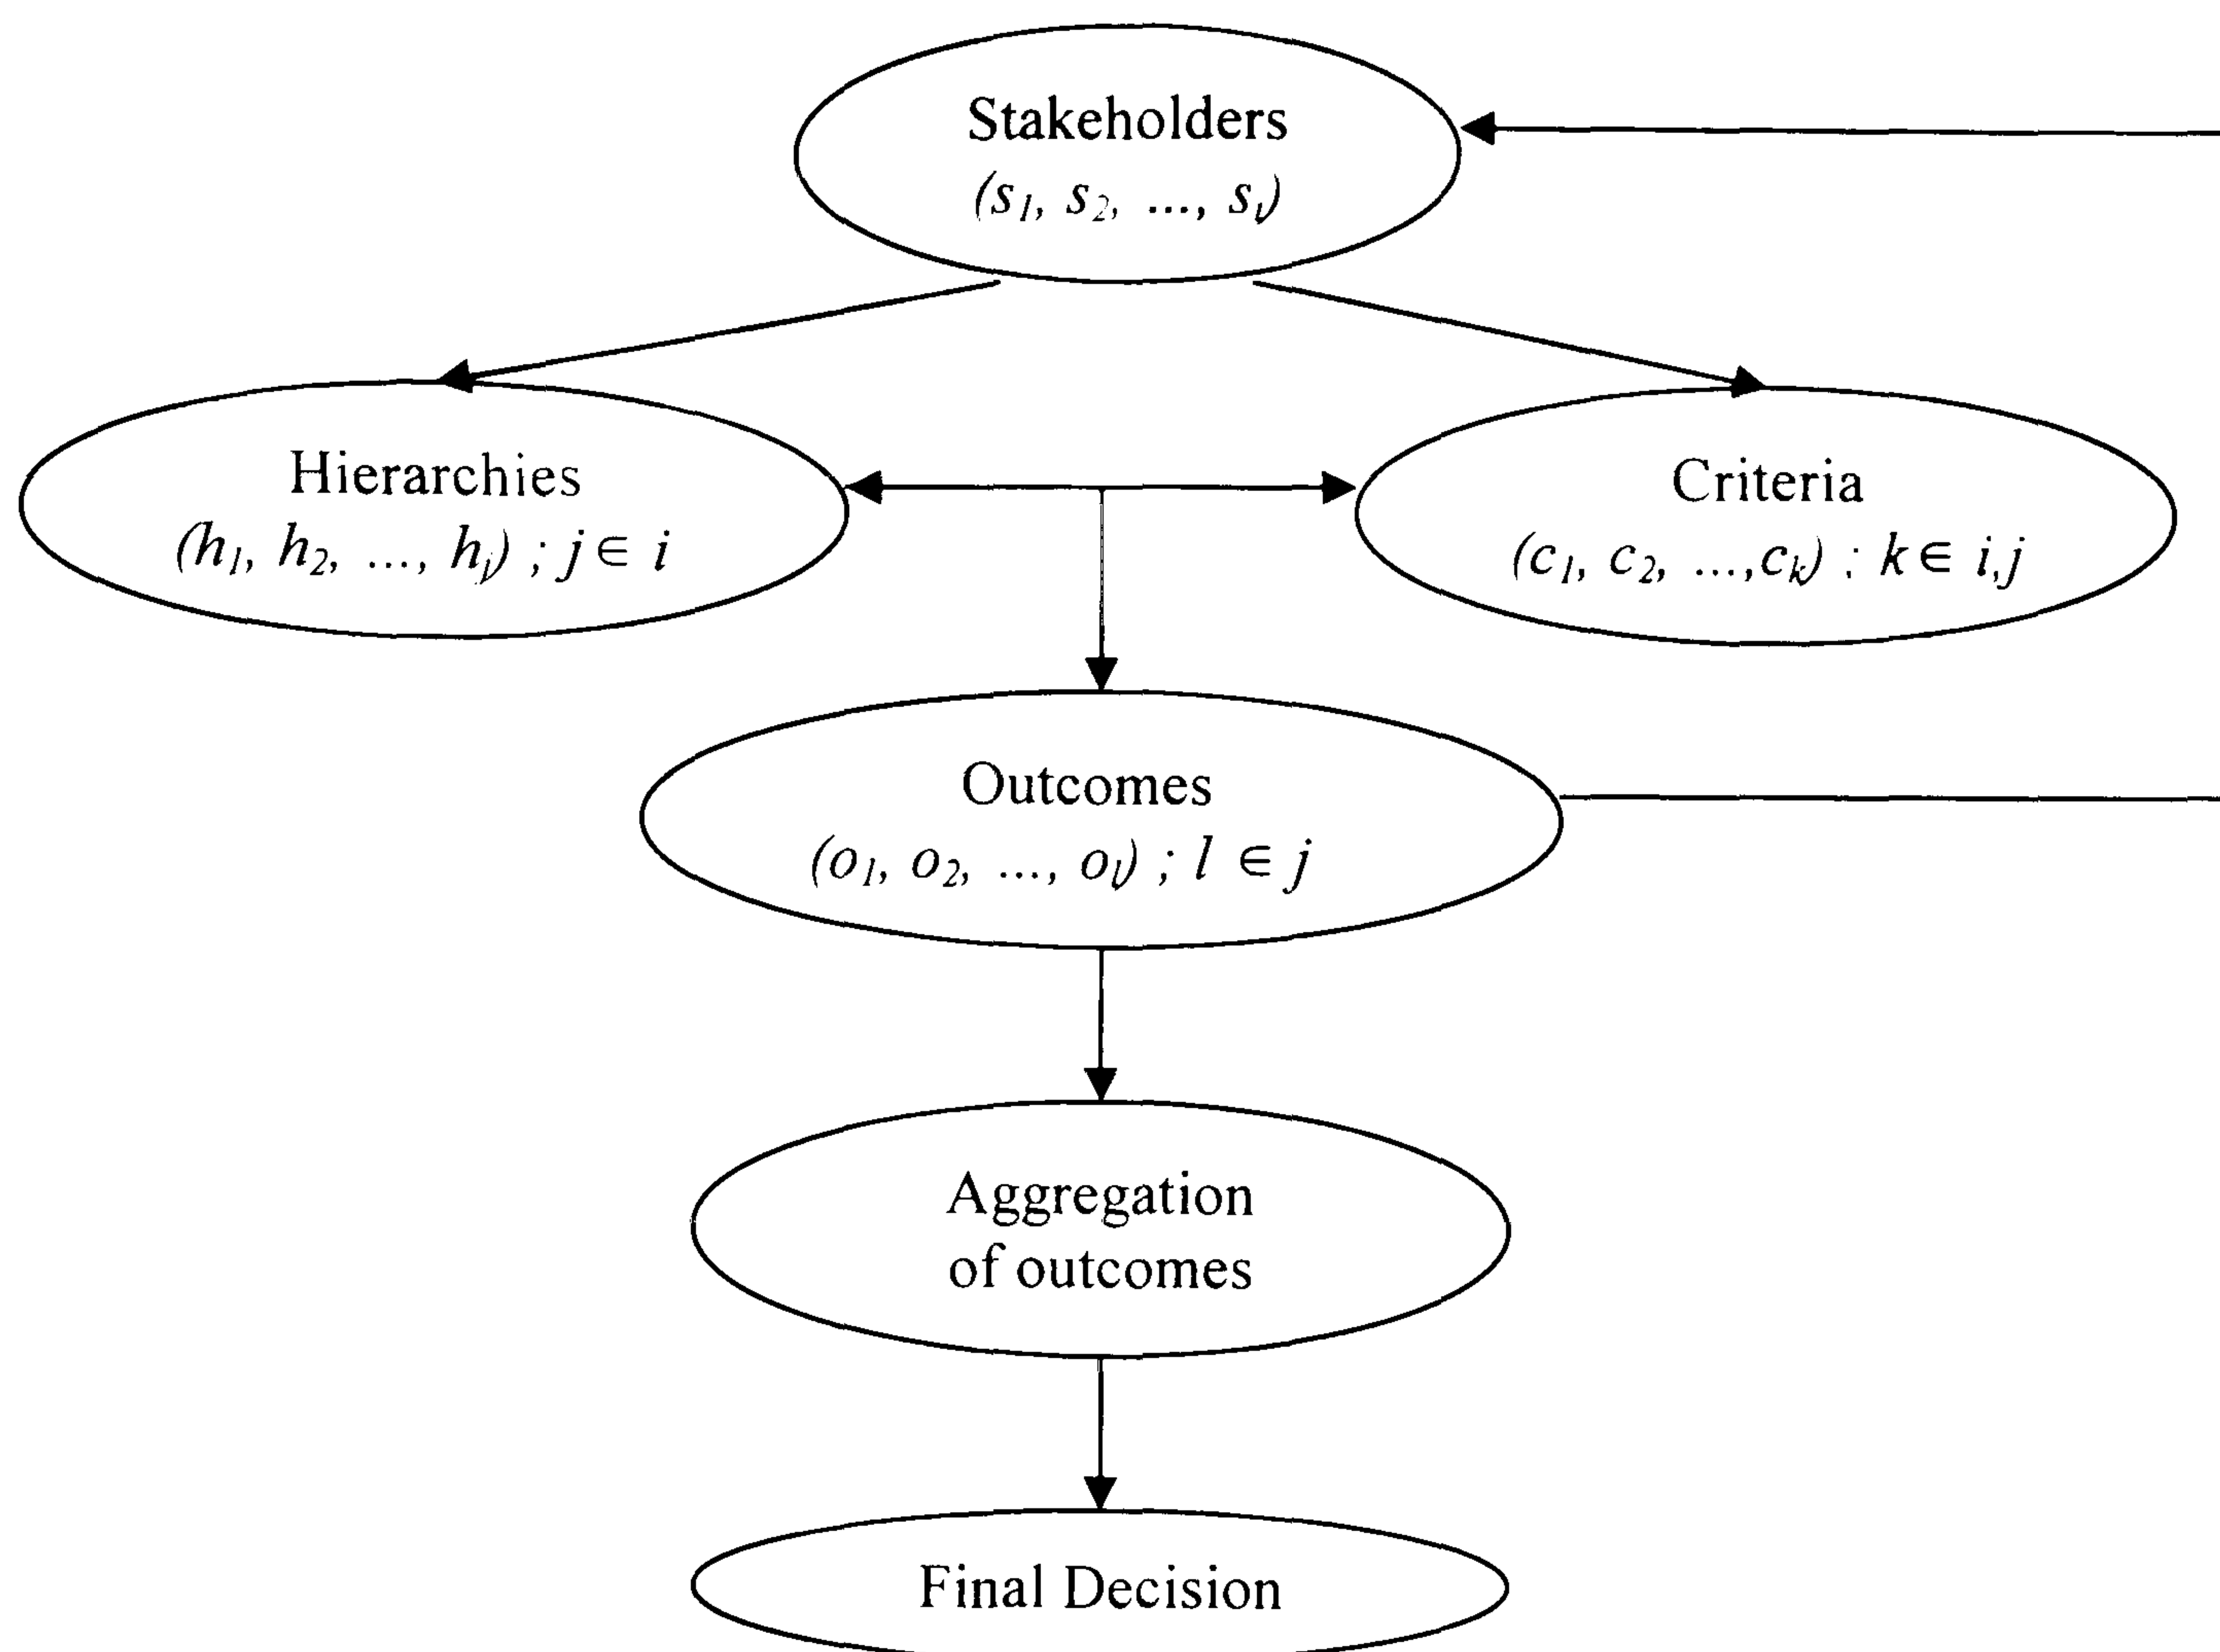 Stakeholders
(s1, s2, ..., si)
Hierarchies
(h1, h2, ..., hj) ; j ∈ i
Criteria
(c1, c2, ...,ck) ; k ∈ i,j
Outcomes
(o1, o2, ..., ol) ; l ∈ j
Aggregation
of outcomes
Final Decision